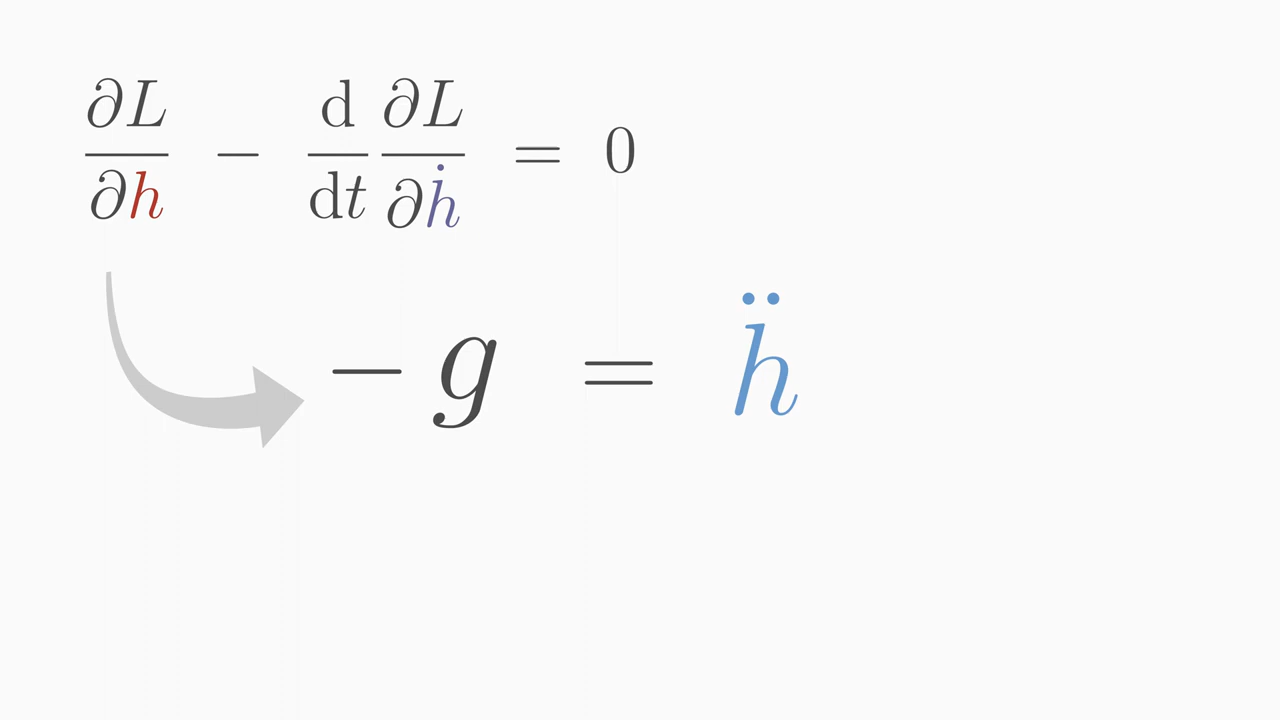 ∂L/∂h − d/dt ∂L/∂ḣ = 0
−g = ḧ